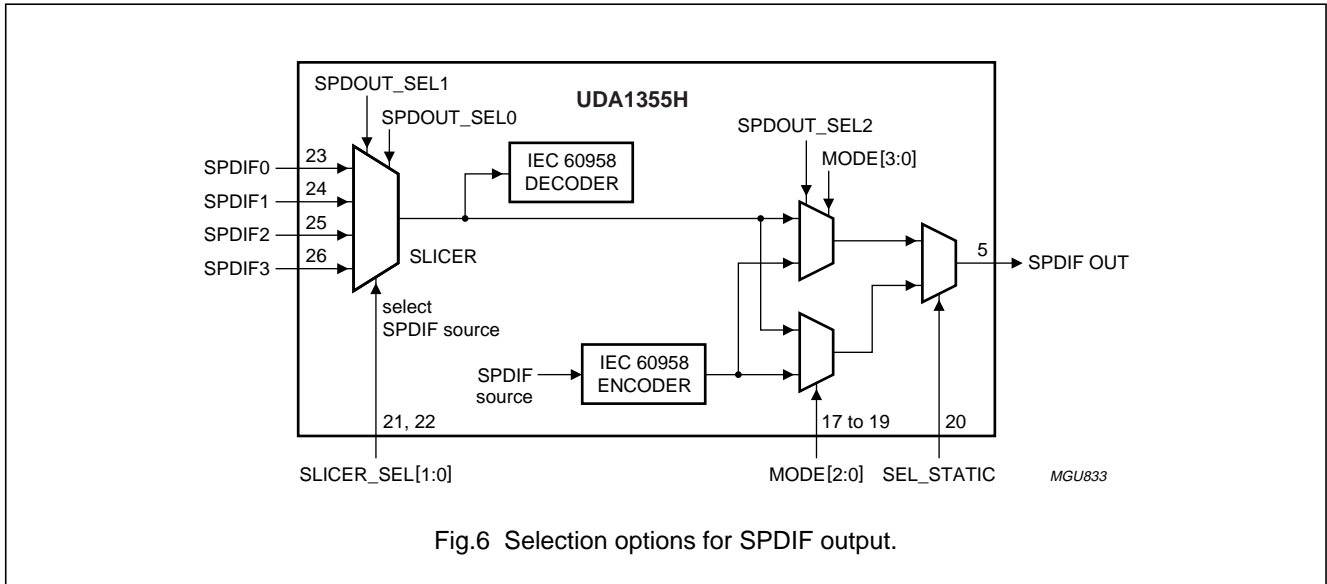 SPDOUT_SEL1
UDA1355H
SPDOUT_SEL0
SPDOUT_SEL2
MODE[3:0]
IEC 60958
DECODER
SPDIF0
23
SPDIF1
24
SPDIF2
25
SPDIF3
26
SLICER
5
SPDIF OUT
select
SPDIF source
SPDIF
source
IEC 60958
ENCODER
21, 22
17 to 19
20
SLICER_SEL[1:0]
MODE[2:0]
SEL_STATIC
MGU833
Fig.6 Selection options for SPDIF output.